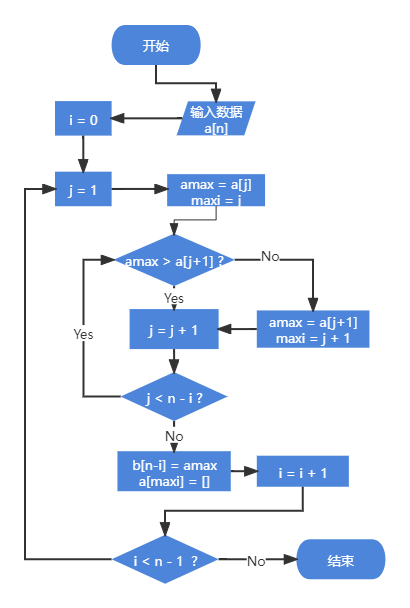 开始
输入数据
a[n]
i = 0
j = 1
amax = a[j]
maxi = j
amax > a[j+1] ?
No
Yes
amax = a[j+1]
maxi = j + 1
j = j + 1
Yes
j < n - i ?
No
b[n-i] = amax
a[maxi] = []
i = i + 1
i < n - 1 ?
No
结束